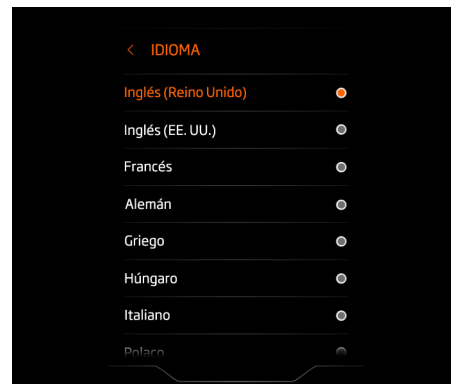 < IDIOMA
Inglés (Reino Unido)
Inglés (EE. UU.)
Francés
Alemán
Griego
Húngaro
Italiano
Polaco